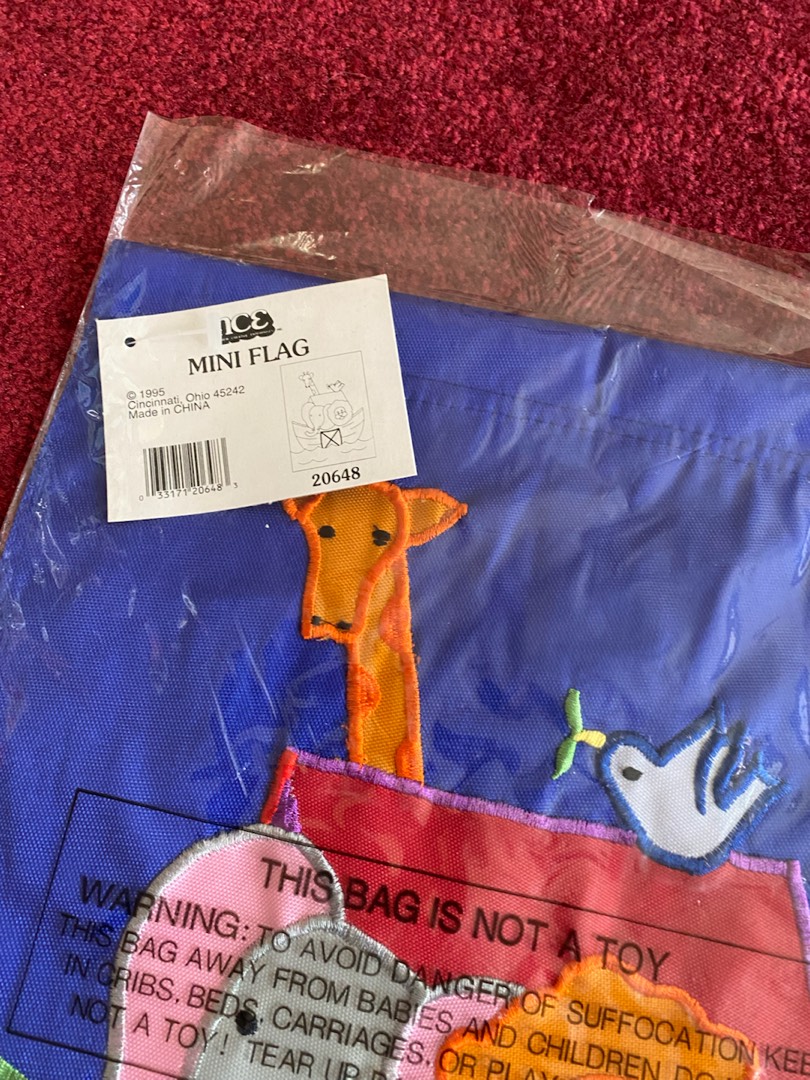 ICE
MINI FLAG
© 1995
Cincinnati, Ohio 45242
Made in CHINA
20648
0 33171 20648 3
THIS BAG IS NOT A TOY
WARNING: TO AVOID DANGER OF SUFFOCATION KEEP
THIS BAG AWAY FROM BABIES AND CHILDREN DO
IN CRIBS, BEDS, CARRIAGES, OR PLAY
NOT A TOY! TEAR UP